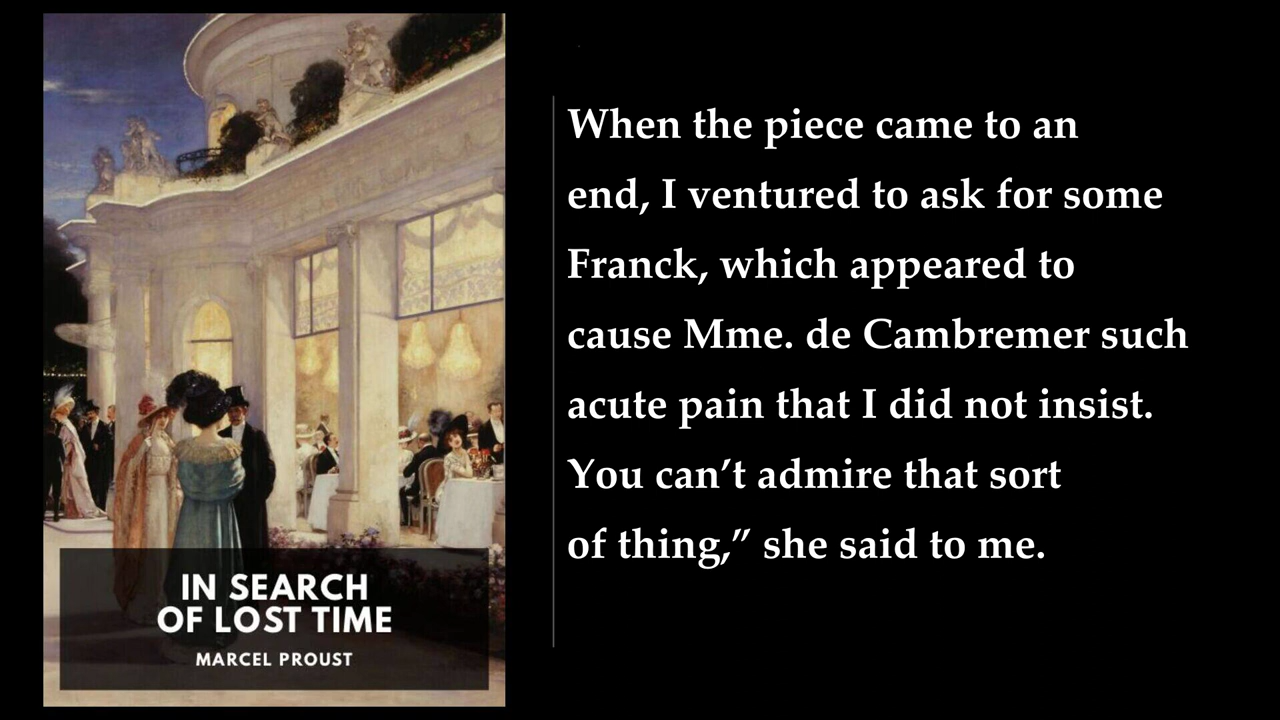 IN SEARCH
OF LOST TIME
MARCEL PROUST
When the piece came to an
end, I ventured to ask for some
Franck, which appeared to
cause Mme. de Cambremer such
acute pain that I did not insist.
You can’t admire that sort
of thing,” she said to me.